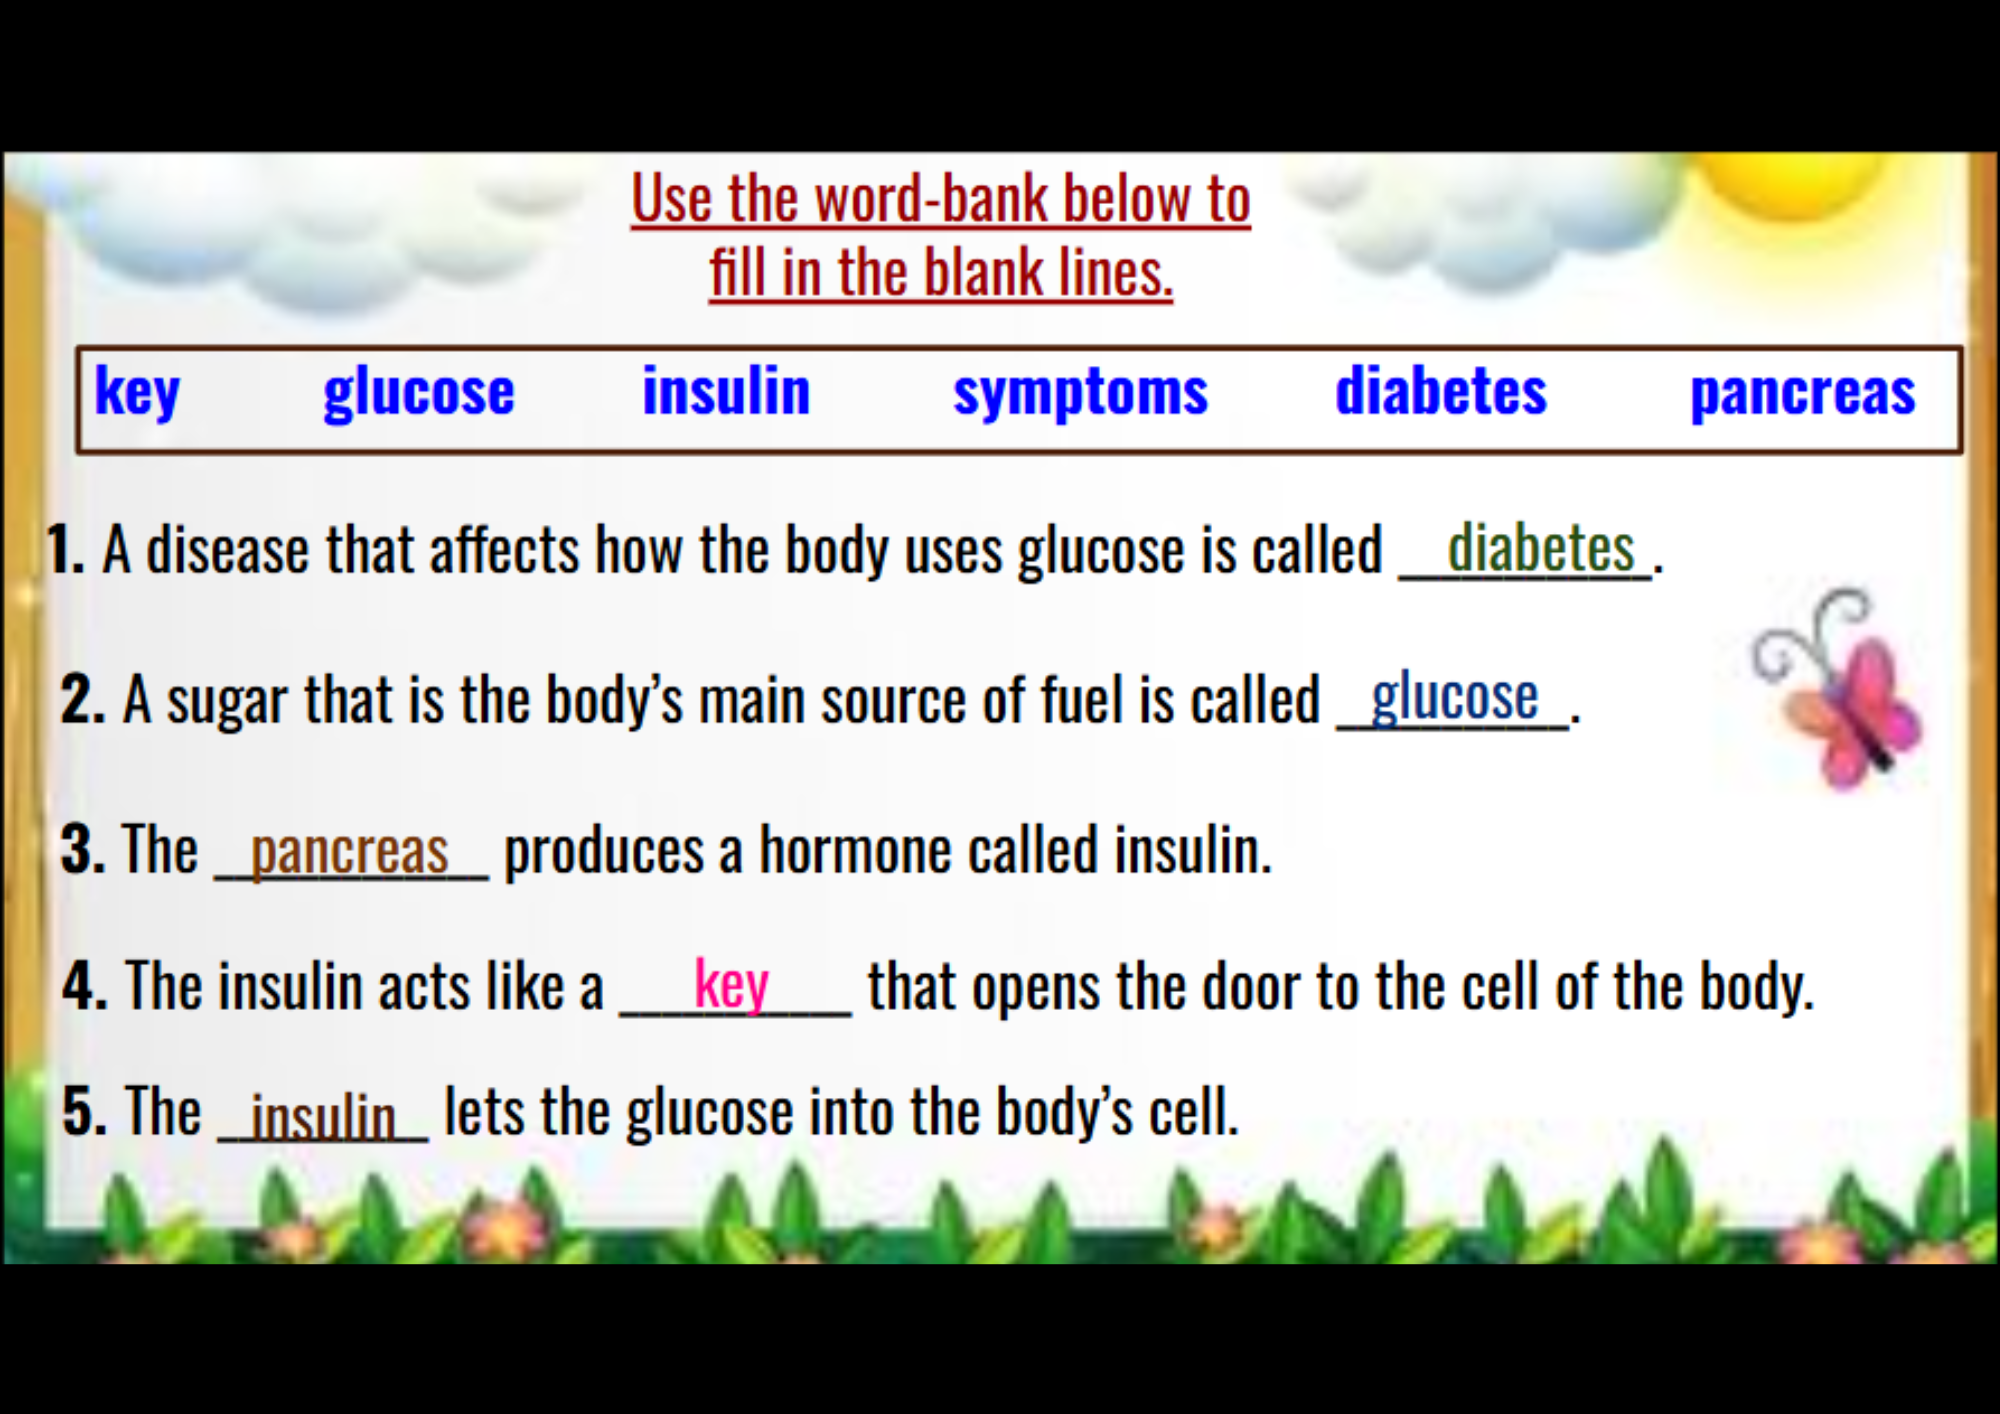 Use the word-bank below to
fill in the blank lines.
key glucose insulin symptoms diabetes pancreas
1. A disease that affects how the body uses glucose is called __diabetes_.
2. A sugar that is the body’s main source of fuel is called _glucose_.
3. The _pancreas_ produces a hormone called insulin.
4. The insulin acts like a __key__ that opens the door to the cell of the body.
5. The _insulin_ lets the glucose into the body’s cell.